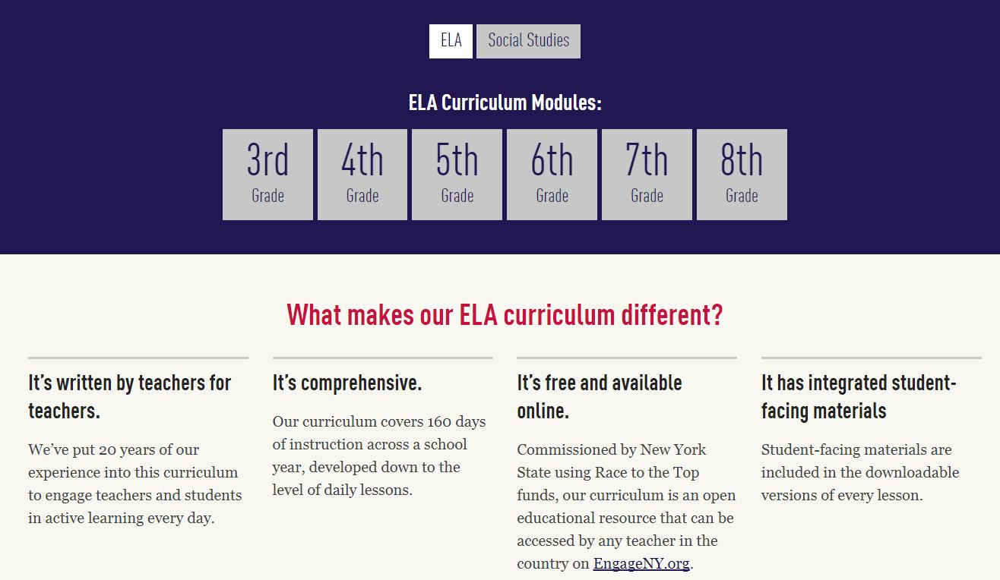 ELA
Social Studies
ELA Curriculum Modules:
3rd
Grade
4th
Grade
5th
Grade
6th
Grade
7th
Grade
8th
Grade
What makes our ELA curriculum different?
It’s written by teachers for
teachers.
We’ve put 20 years of our
experience into this curriculum
to engage teachers and students
in active learning every day.
It’s comprehensive.
Our curriculum covers 160 days
of instruction across a school
year, developed down to the
level of daily lessons.
It’s free and available
online.
Commissioned by New York
State using Race to the Top
funds, our curriculum is an open
educational resource that can be
accessed by any teacher in the
country on EngageNY.org.
It has integrated student-
facing materials
Student-facing materials are
included in the downloadable
versions of every lesson.